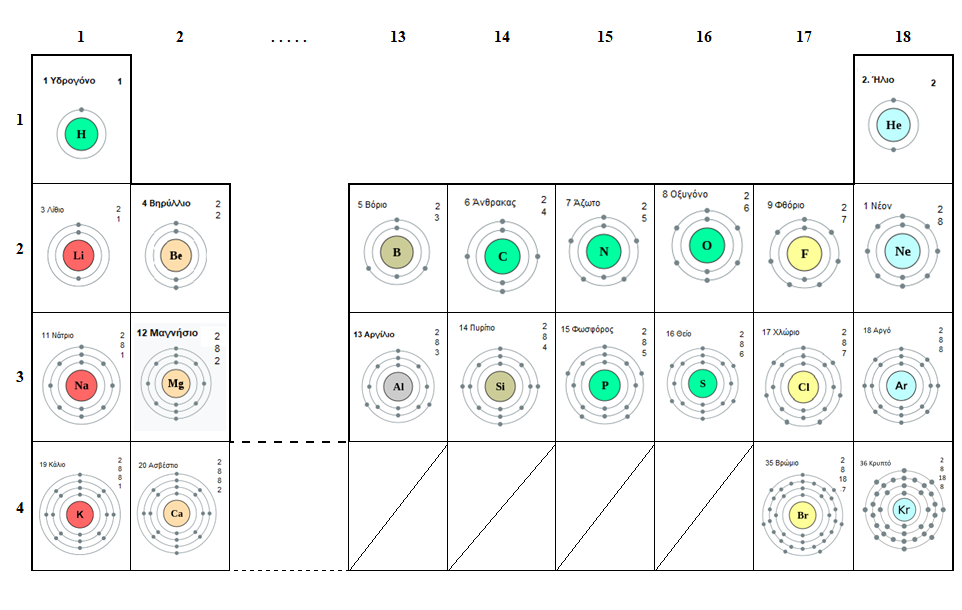 1 2 . . . . . 13 14 15 16 17 18
1
1 Υδρογόνο 1
H
2. Ήλιο 2
He
2
3 Λίθιο 2 1
Li
4 Βηρύλλιο 2 2
Be
5 Βόριο 2 3
B
6 Άνθρακας 2 4
C
7 Άζωτο 2 5
N
8 Οξυγόνο 2 6
O
9 Φθόριο 2 7
F
1 Νέον 2 8
Ne
3
11 Νάτριο 2 8 1
Na
12 Μαγνήσιο 2 8 2
Mg
13 Αργίλιο 2 8 3
Al
14 Πυρίτιο 2 8 4
Si
15 Φωσφόρος 2 8 5
P
16 Θείο 2 8 6
S
17 Χλώριο 2 8 7
Cl
18 Αργό 2 8 8
Ar
4
19 Κάλιο 2 8 8 1
K
20 Ασβέστιο 2 8 8 2
Ca
35 Βρώμιο 2 8 18 7
Br
36 Κρυπτό 2 8 18 8
Kr